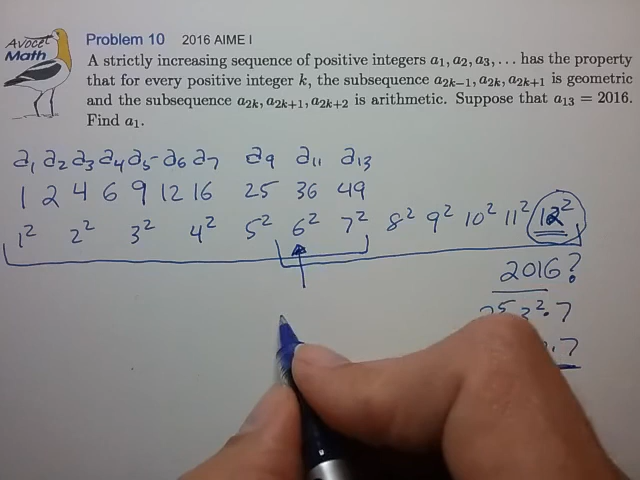 Avocet
Math
Problem 10 2016 AIME I
A strictly increasing sequence of positive integers a₁, a₂, a₃, … has the property
that for every positive integer k, the subsequence a₂ₖ₋₁, a₂ₖ, a₂ₖ₊₁ is geometric
and the subsequence a₂ₖ, a₂ₖ₊₁, a₂ₖ₊₂ is arithmetic. Suppose that a₁₃ = 2016.
Find a₁.
a₁ a₂ a₃ a₄ a₅ a₆ a₇ a₉ a₁₁ a₁₃
1 2 4 6 9 12 16 25 36 49
1² 2² 3² 4² 5² 6² 7² 8² 9² 10² 11² 12²
2016?
2⁵ 3²·7
·7